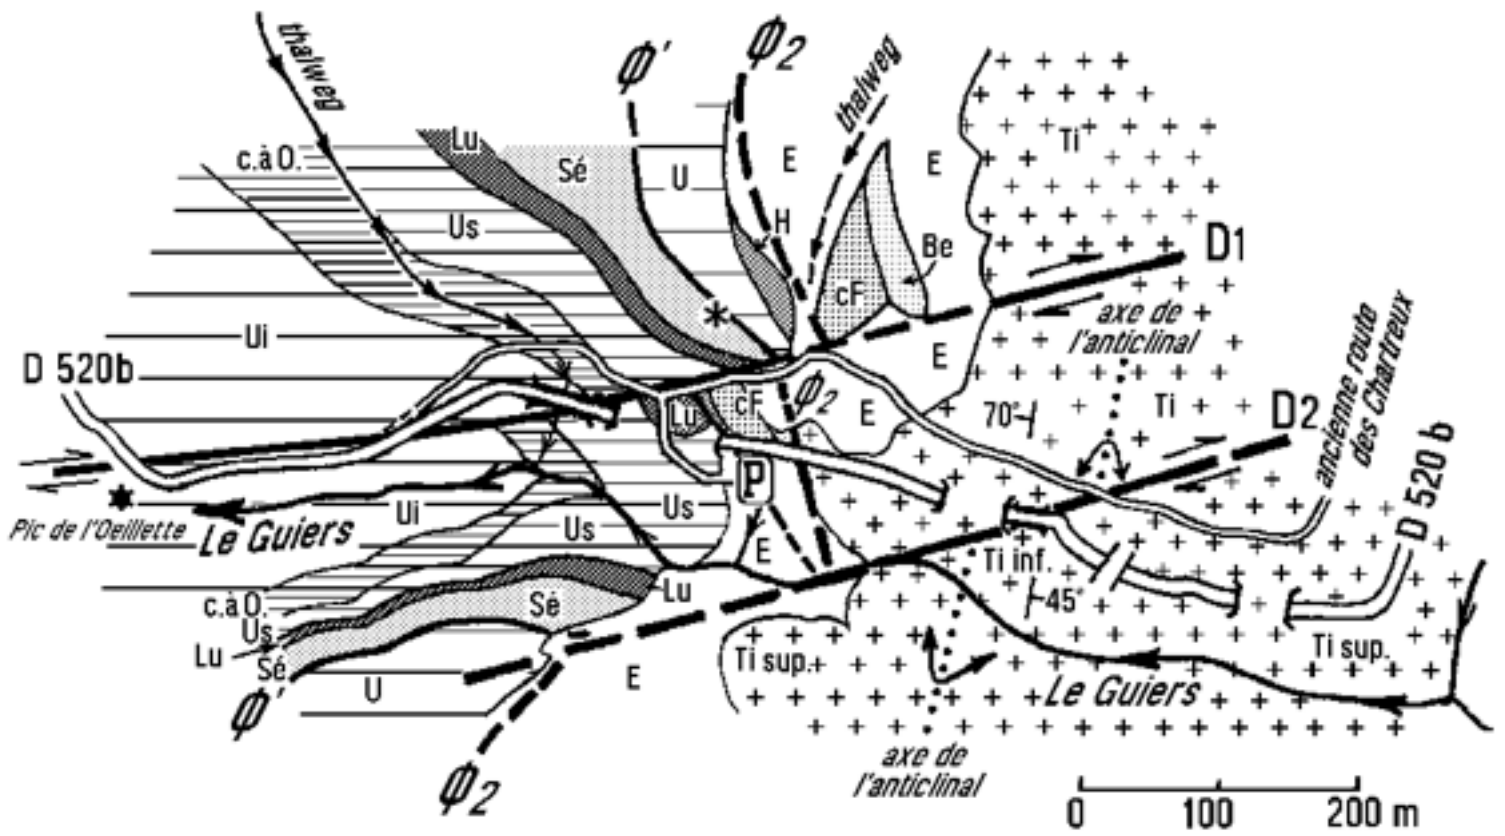 thalweg
ϕ'
ϕ2
thalweg
Lu
c.à O.
Sé
U
E
E
Ti
Us
H
Be
D1
cF
Ui
axe de
l'anticlinal
E
D 520b
Lu
cF
ϕ2
E
70°
Ti
D2
ancienne route
des Chartreux
P
D 520 b
Pic de l'Oeillette
Le Guiers
Ui
Us
Us
E
Ti inf.
45°
Lu
c.à O.
Us
Sé
Lu
Sé
U
E
Ti sup.
Ti sup.
Le Guiers
ϕ'
ϕ2
axe de
l'anticlinal
0 100 200 m